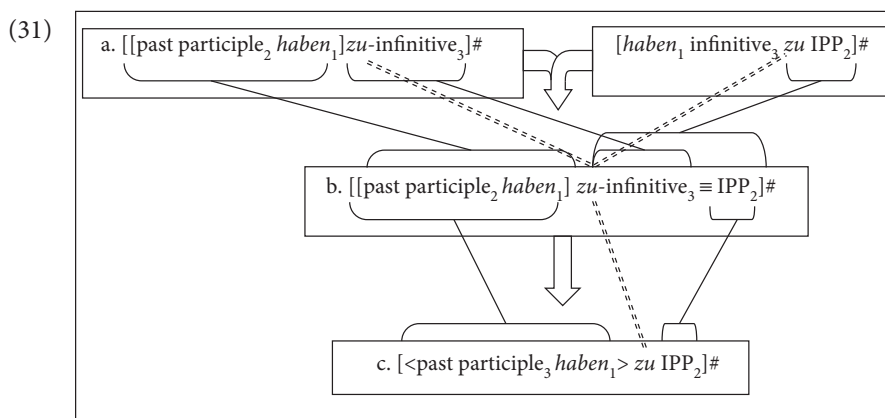 (31)
a. [[past participle₂ haben₁]zu-infinitive₃]#
[haben₁ infinitive₃ zu IPP₂]#
b. [[past participle₂ haben₁] zu-infinitive₃ ≡ IPP₂]#
c. [<past participle₃ haben₁> zu IPP₂]#